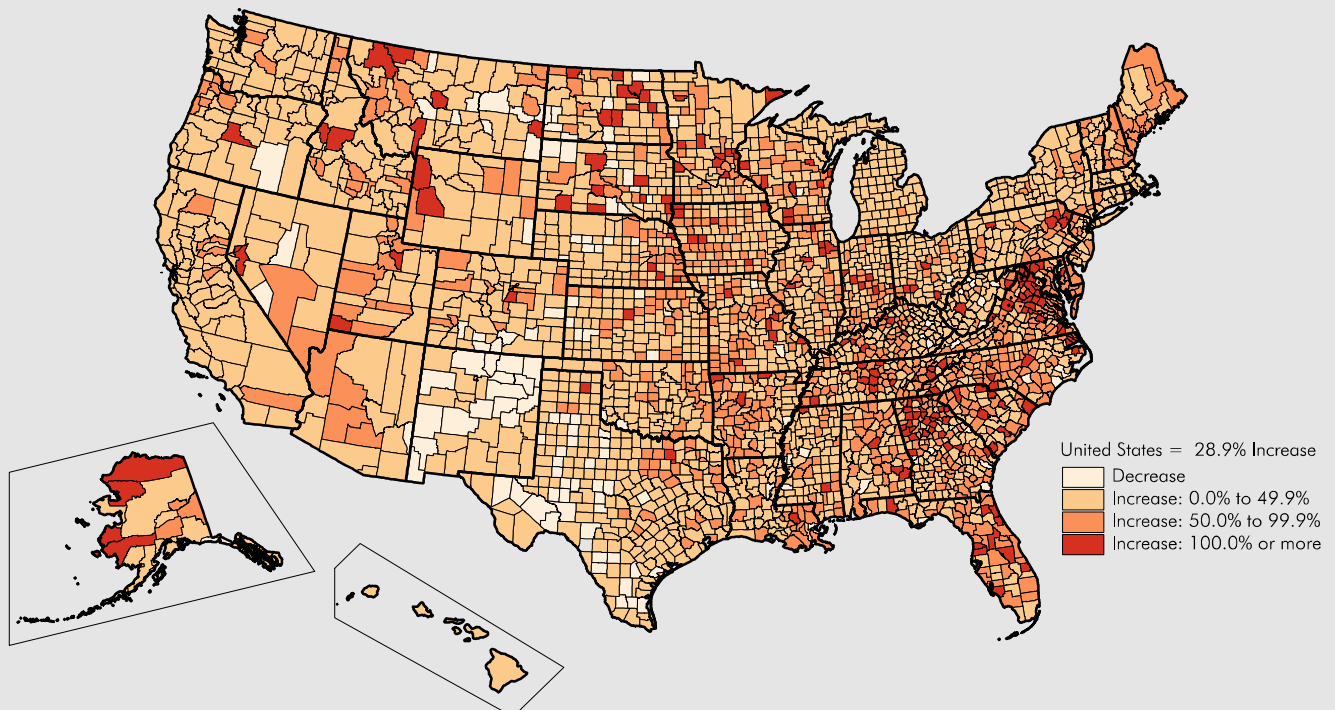 United States = 28.9% Increase
Decrease
Increase: 0.0% to 49.9%
Increase: 50.0% to 99.9%
Increase: 100.0% or more